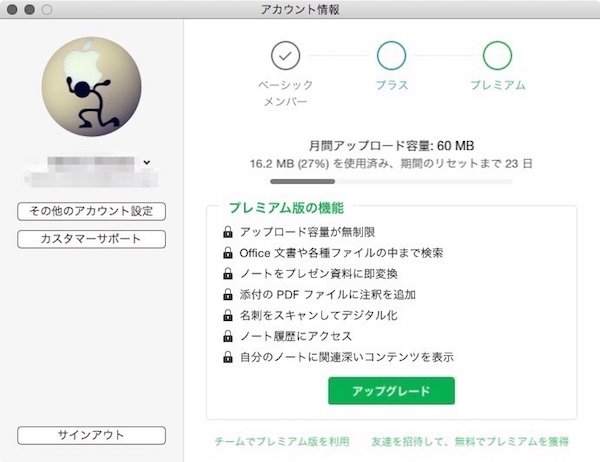 アカウント情報
ベーシック
メンバー
プラス
プレミアム
月間アップロード容量: 60 MB
16.2 MB (27%) を使用済み、期間のリセットまで 23 日
その他のアカウント設定
カスタマーサポート
プレミアム版の機能
アップロード容量が無制限
Office 文書や各種ファイルの中まで検索
ノートをプレゼン資料に即変換
添付の PDF ファイルに注釈を追加
名刺をスキャンしてデジタル化
ノート履歴にアクセス
自分のノートに関連深いコンテンツを表示
アップグレード
サインアウト
チームでプレミアム版を利用
友達を招待して、無料でプレミアムを獲得